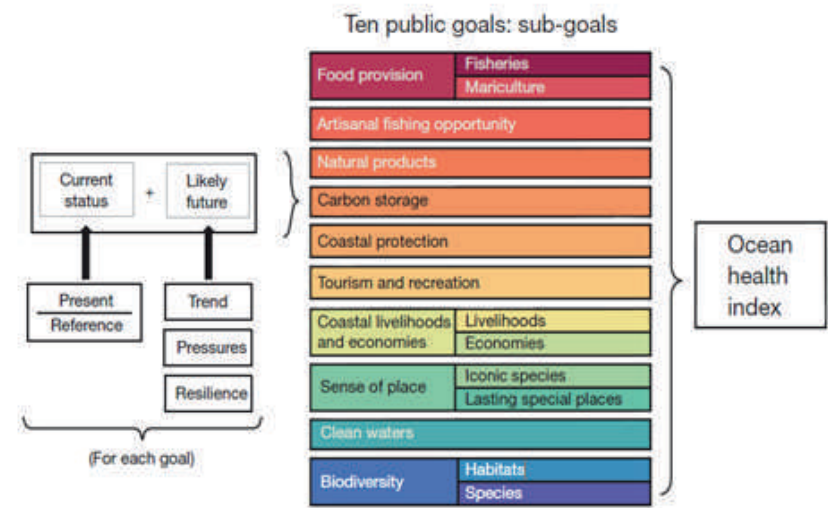 Ten public goals: sub-goals
Current
status
+
Likely
future
Present
Reference
Trend
Pressures
Resilience
(For each goal)
Food provision
Fisheries
Mariculture
Artisanal fishing opportunity
Natural products
Carbon storage
Coastal protection
Tourism and recreation
Coastal livelihoods
and economies
Livelihoods
Economies
Sense of place
Iconic species
Lasting special places
Clean waters
Biodiversity
Habitats
Species
Ocean
health
index